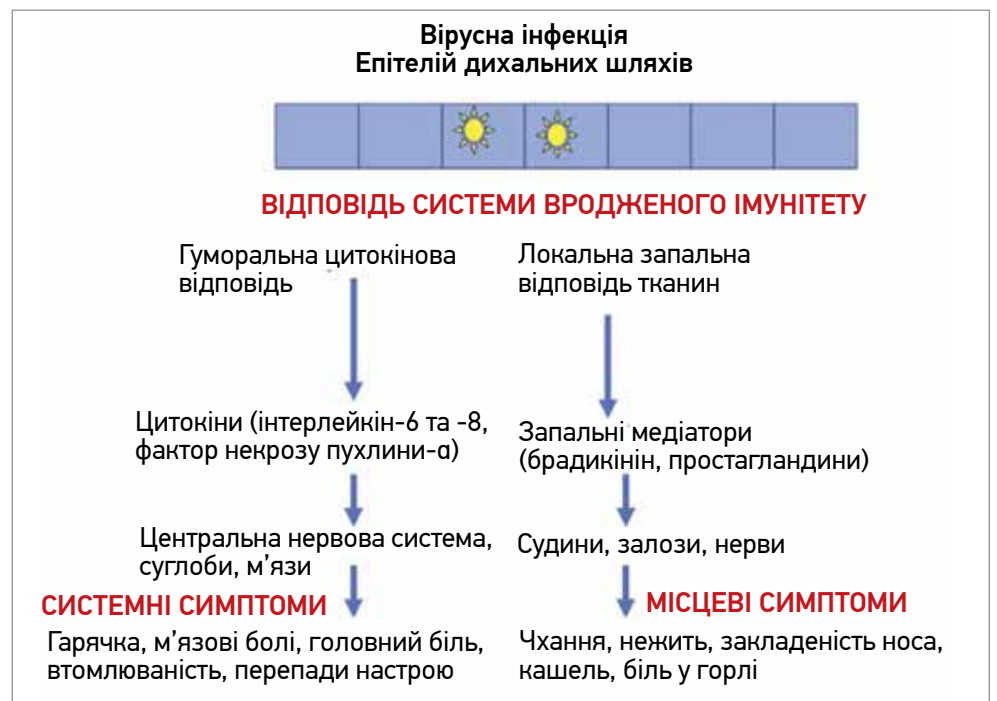 Вірусна інфекція
Епітелій дихальних шляхів
ВІДПОВІДЬ СИСТЕМИ ВРОДЖЕНОГО ІМУНІТЕТУ
Гуморальна цитокінова
відповідь
Локальна запальна
відповідь тканин
Цитокіни (інтерлейкін-6 та -8,
фактор некрозу пухлини-α)
Запальні медіатори
(брадикінін, простагландини)
Центральна нервова система,
суглоби, м’язи
Судини, залози, нерви
СИСТЕМНІ СИМПТОМИ
Гарячка, м’язові болі, головний біль,
втомлюваність, перепади настрою
МІСЦЕВІ СИМПТОМИ
Чхання, нежить, закладеність носа,
кашель, біль у горлі